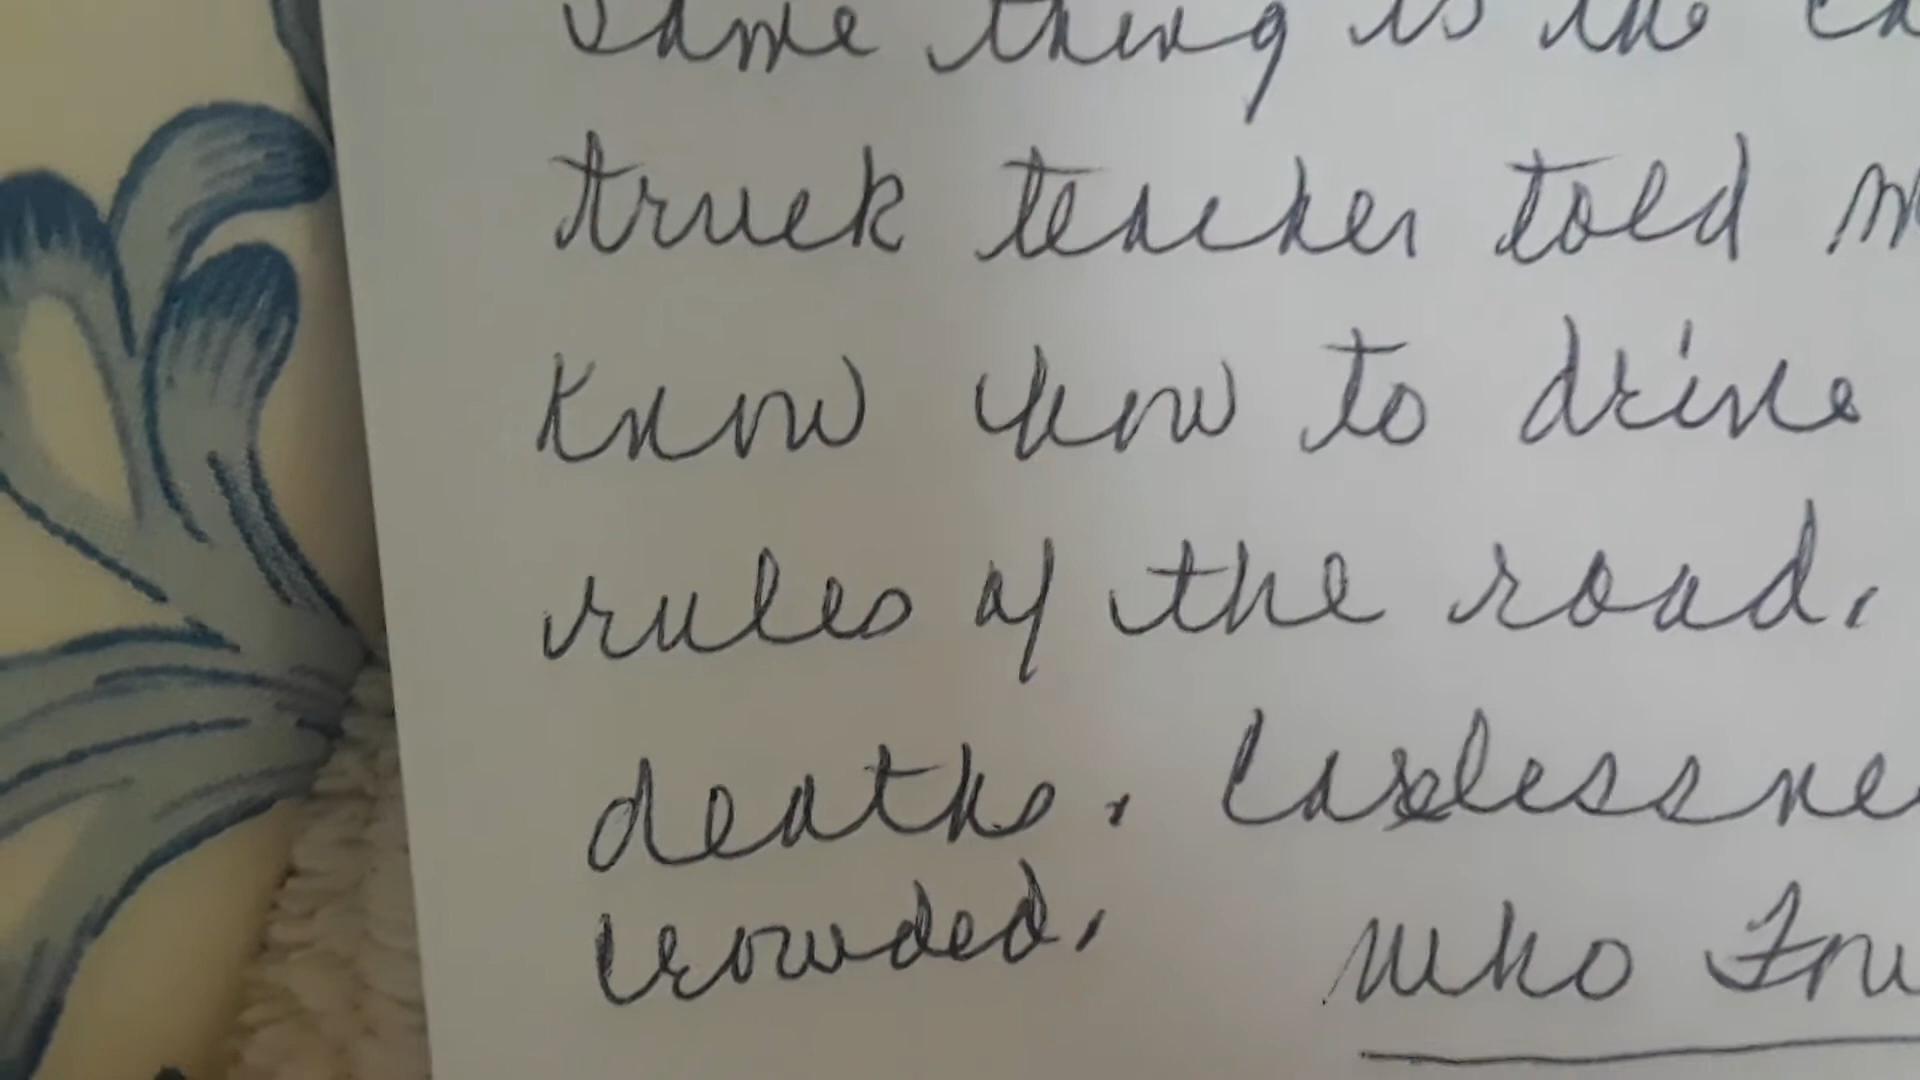 same thing is the
truck teacher told
know how to drive
rules of the road.
deaths. Carelessne
crowded. who